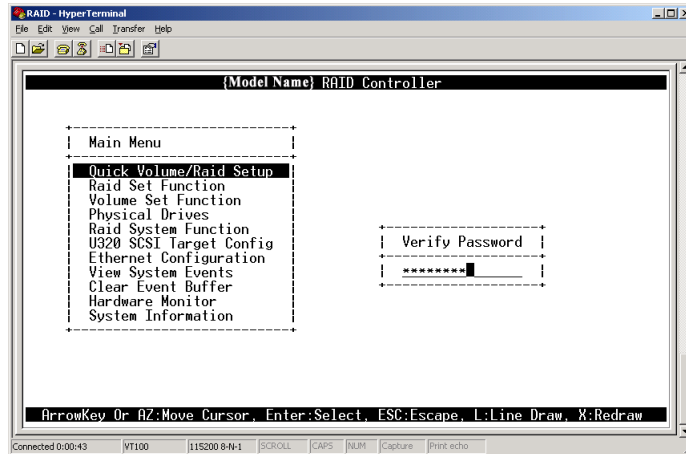 RAID - HyperTerminal
File Edit View Call Transfer Help
{Model Name} RAID Controller
Main Menu
Quick Volume/Raid Setup
Raid Set Function
Volume Set Function
Physical Drives
Raid System Function
U320 SCSI Target Config
Ethernet Configuration
View System Events
Clear Event Buffer
Hardware Monitor
System Information
Verify Password
********
ArrowKey Or AZ:Move Cursor, Enter:Select, ESC:Escape, L:Line Draw, X:Redraw
Connected 0:00:43 VT100 115200 8-N-1 SCROLL CAPS NUM Capture Print echo